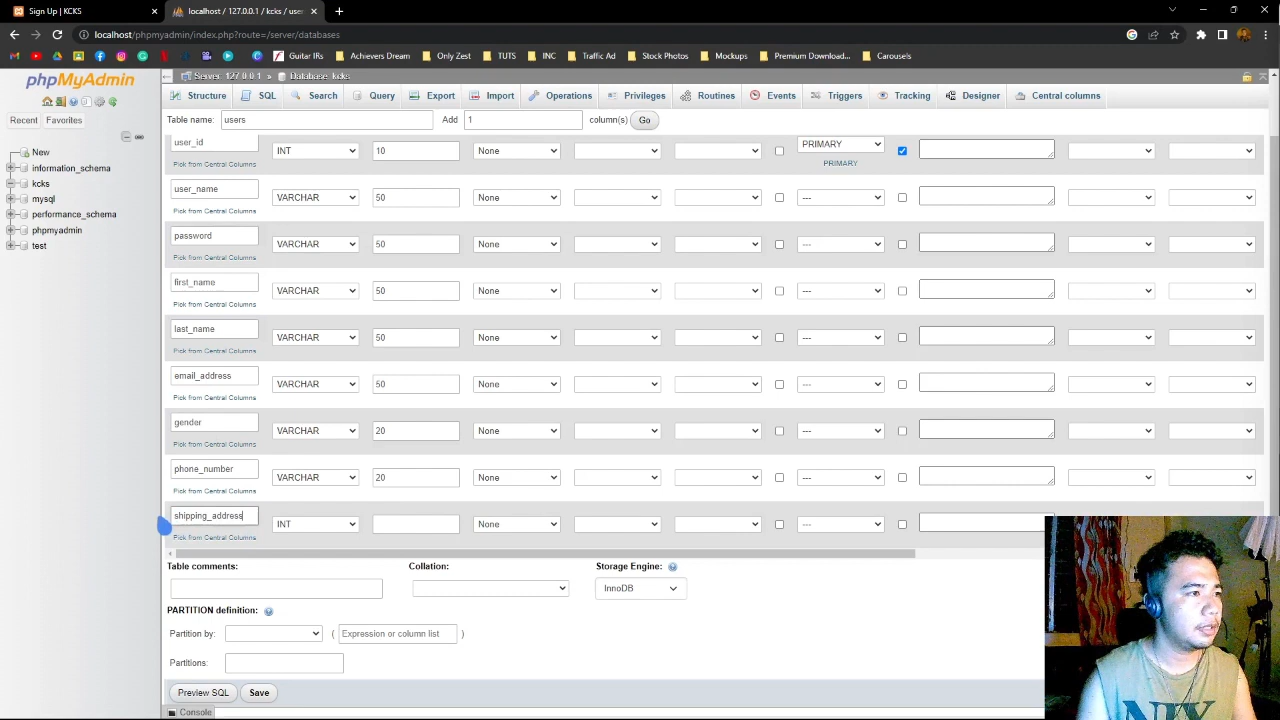 Sign Up | KCKS
localhost / 127.0.0.1 / kcks / user
localhost/phpmyadmin/index.php?route=/server/databases
Guitar IRs
Achievers Dream
Only Zest
TUTS
INC
Traffic Ad
Stock Photos
Mockups
Premium Download...
Carousels
phpMyAdmin
Recent
Favorites
New
information_schema
kcks
mysql
performance_schema
phpmyadmin
test
Server: 127.0.0.1 » Database: kcks
Structure
SQL
Search
Query
Export
Import
Operations
Privileges
Routines
Events
Triggers
Tracking
Designer
Central columns
Table name: users Add 1 column(s) Go
user_id INT 10 None PRIMARY
Pick from Central Columns PRIMARY
user_name VARCHAR 50 None ---
Pick from Central Columns
password VARCHAR 50 None ---
Pick from Central Columns
first_name VARCHAR 50 None ---
Pick from Central Columns
last_name VARCHAR 50 None ---
Pick from Central Columns
email_address VARCHAR 50 None ---
Pick from Central Columns
gender VARCHAR 20 None ---
Pick from Central Columns
phone_number VARCHAR 20 None ---
Pick from Central Columns
shipping_address INT None ---
Pick from Central Columns
Table comments: Collation: Storage Engine:
InnoDB
PARTITION definition:
Partition by: ( Expression or column list )
Partitions:
Preview SQL Save
Console